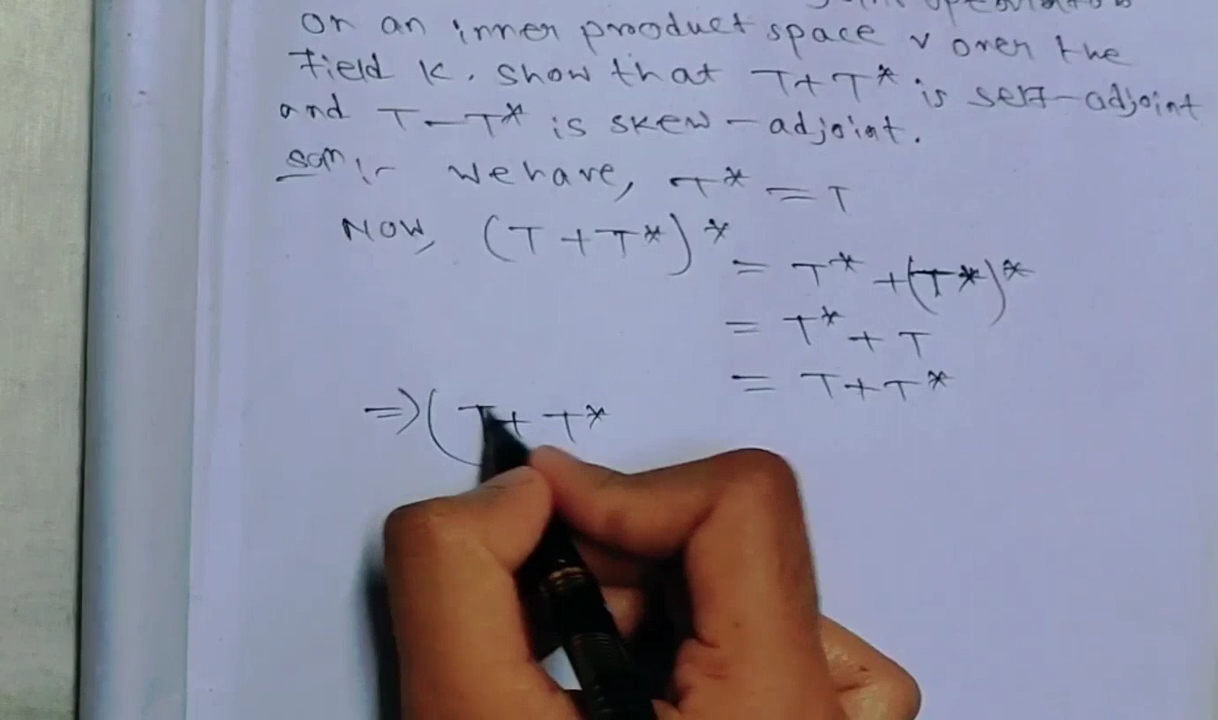 on an inner product space v over the
field K. show that T+T* is self-adjoint
and T-T* is skew-adjoint.
soln:- we have, T* = T
Now, (T+T*)*
= T* + (T*)*
= T* + T
= T+T*
=> (T+ T*